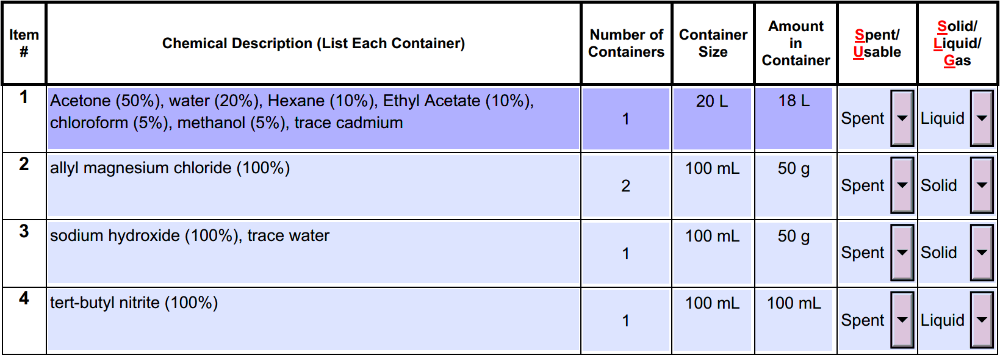 Item # Chemical Description (List Each Container) Number of Containers Container Size Amount in Container Spent/ Usable Solid/ Liquid/ Gas
1 Acetone (50%), water (20%), Hexane (10%), Ethyl Acetate (10%), 1 20 L 18 L Spent Liquid
chloroform (5%), methanol (5%), trace cadmium
2 allyl magnesium chloride (100%) 2 100 mL 50 g Spent Solid
3 sodium hydroxide (100%), trace water 1 100 mL 50 g Spent Solid
4 tert-butyl nitrite (100%) 1 100 mL 100 mL Spent Liquid